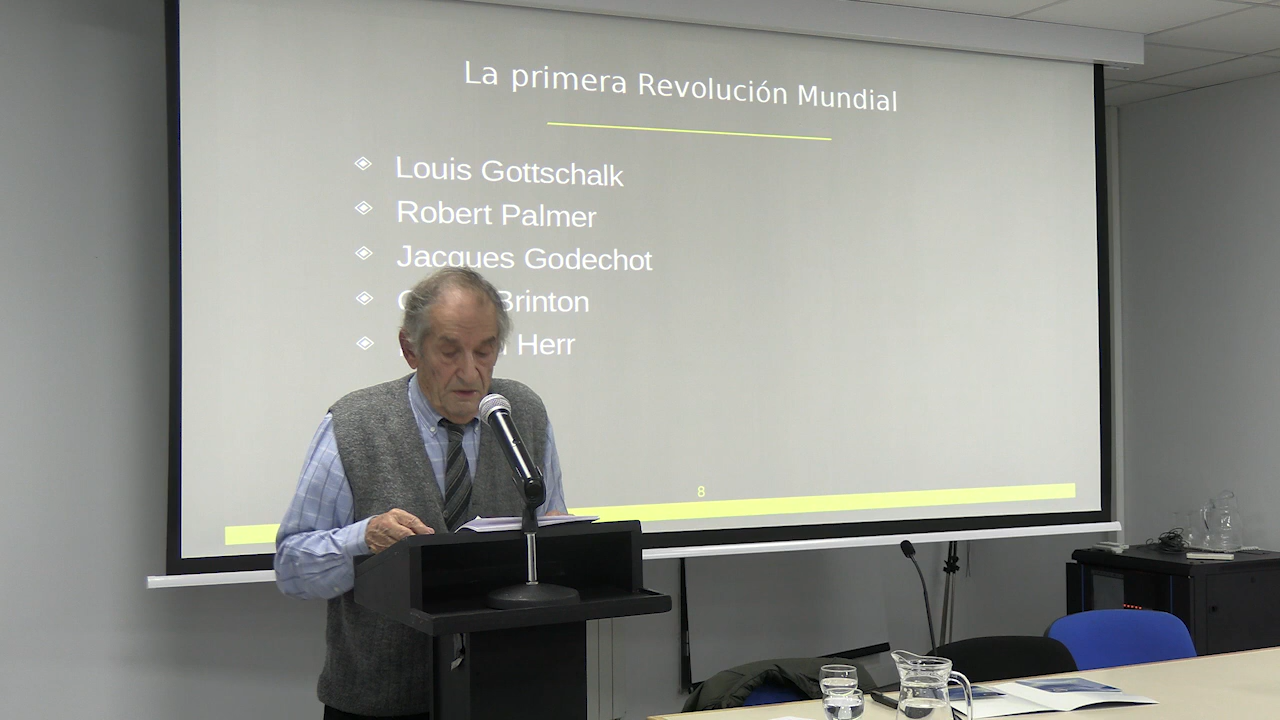 La primera Revolución Mundial
Louis Gottschalk
Robert Palmer
Jacques Godechot
Brinton
Herr
8